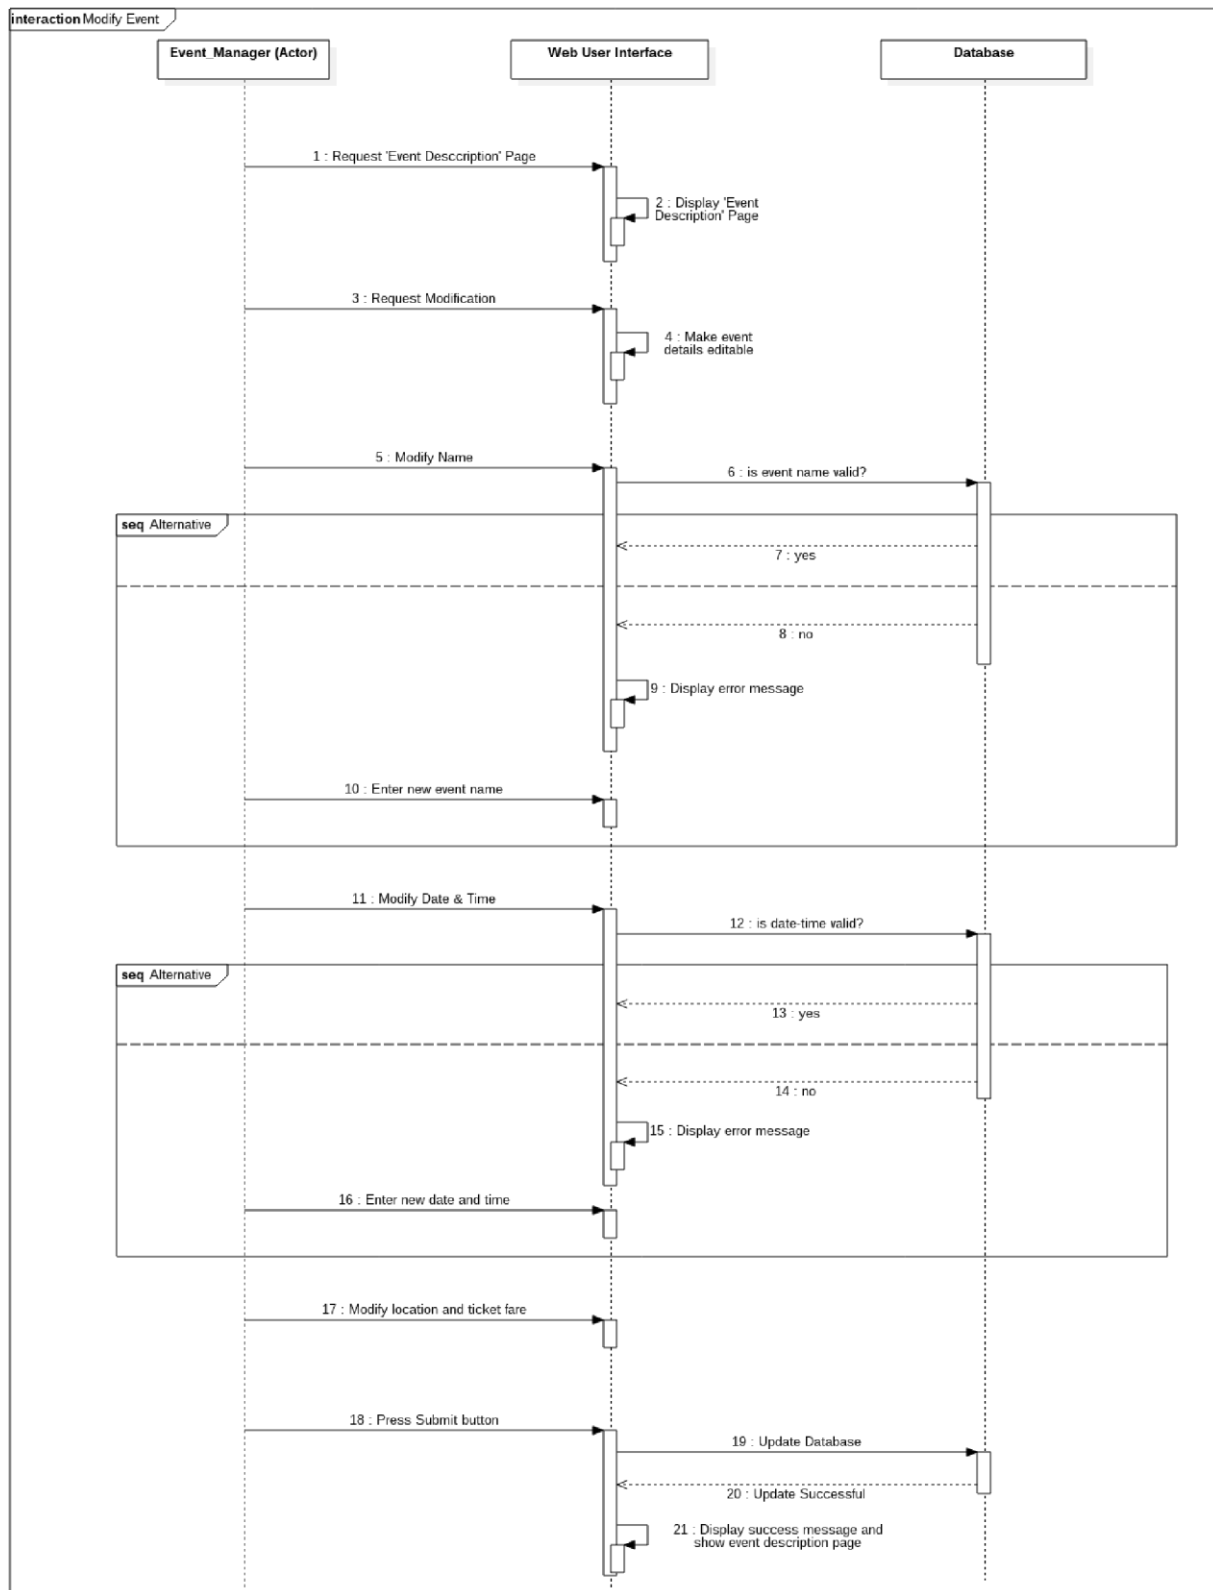 interaction Modify Event
Event_Manager (Actor)
Web User Interface
Database
1 : Request 'Event Desccription' Page
2 : Display 'Event
Description' Page
3 : Request Modification
4 : Make event
details editable
5 : Modify Name
6 : is event name valid?
seq Alternative
7 : yes
8 : no
9 : Display error message
10 : Enter new event name
11 : Modify Date & Time
12 : is date-time valid?
seq Alternative
13 : yes
14 : no
15 : Display error message
16 : Enter new date and time
17 : Modify location and ticket fare
18 : Press Submit button
19 : Update Database
20 : Update Successful
21 : Display success message and
show event description page